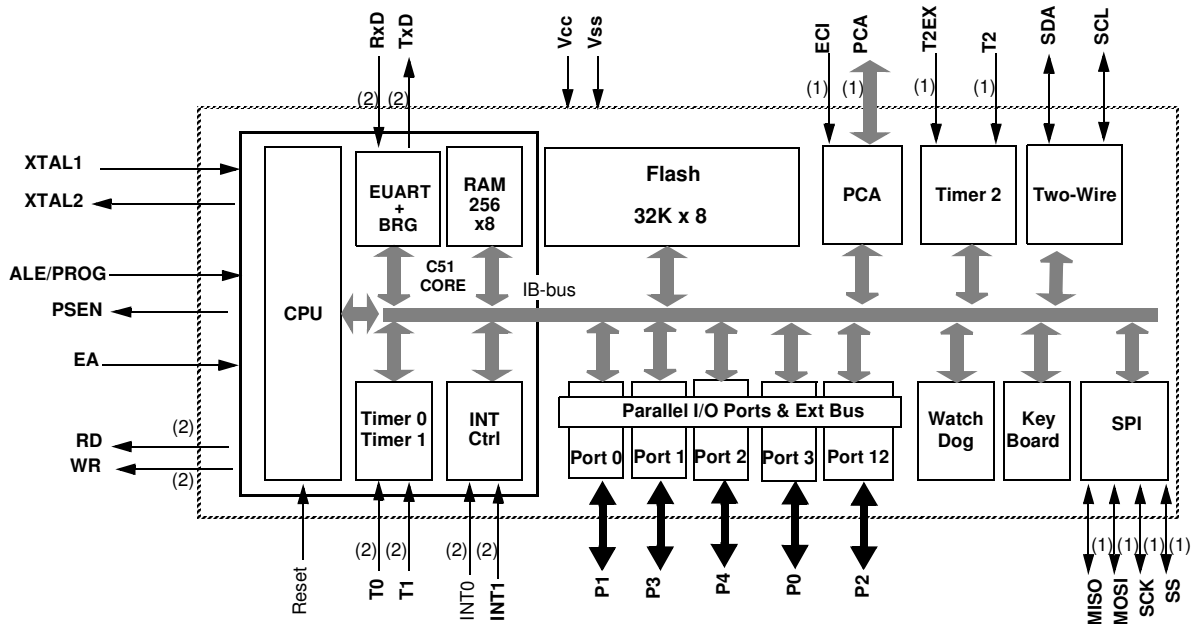 RxD
TxD
Vcc
Vss
ECI
PCA
T2EX
T2
SDA
SCL
(2) (2)
(1) (1)
(1) (1)
XTAL1
XTAL2
ALE/PROG
PSEN
EA
RD
(2)
WR
(2)
CPU
EUART
+
BRG
RAM
256
x8
C51
CORE
IB-bus
Flash
32K x 8
PCA
Timer 2
Two-Wire
Timer 0
Timer 1
INT
Ctrl
Parallel I/O Ports & Ext Bus
Port 0
Port 1
Port 2
Port 3
Port 12
Watch
Dog
Key
Board
SPI
(2) (2)
(2) (2)
(1) (1) (1) (1)
Reset
T0
T1
INT0
INT1
P1
P3
P4
P0
P2
MISO
MOSI
SCK
SS